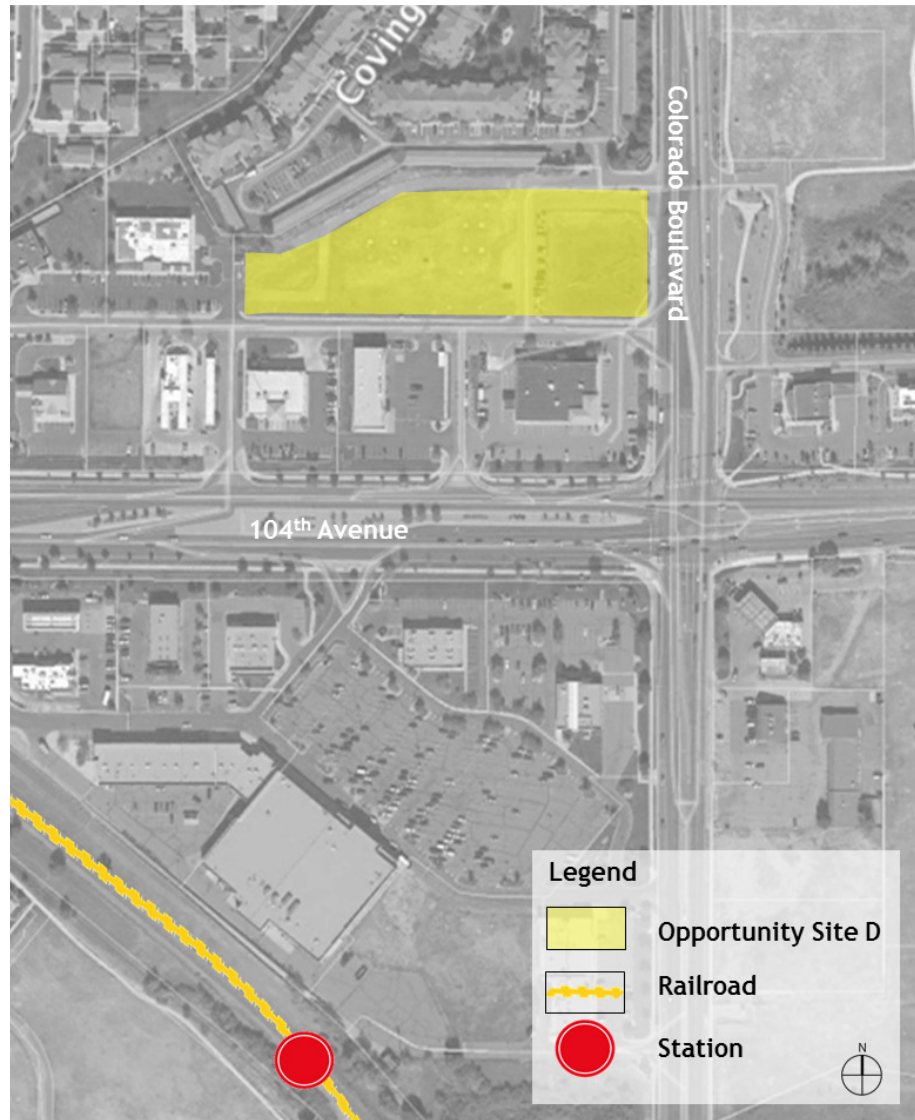 Coving
Colorado Boulevard
104th Avenue
Legend
Opportunity Site D
Railroad
Station
N